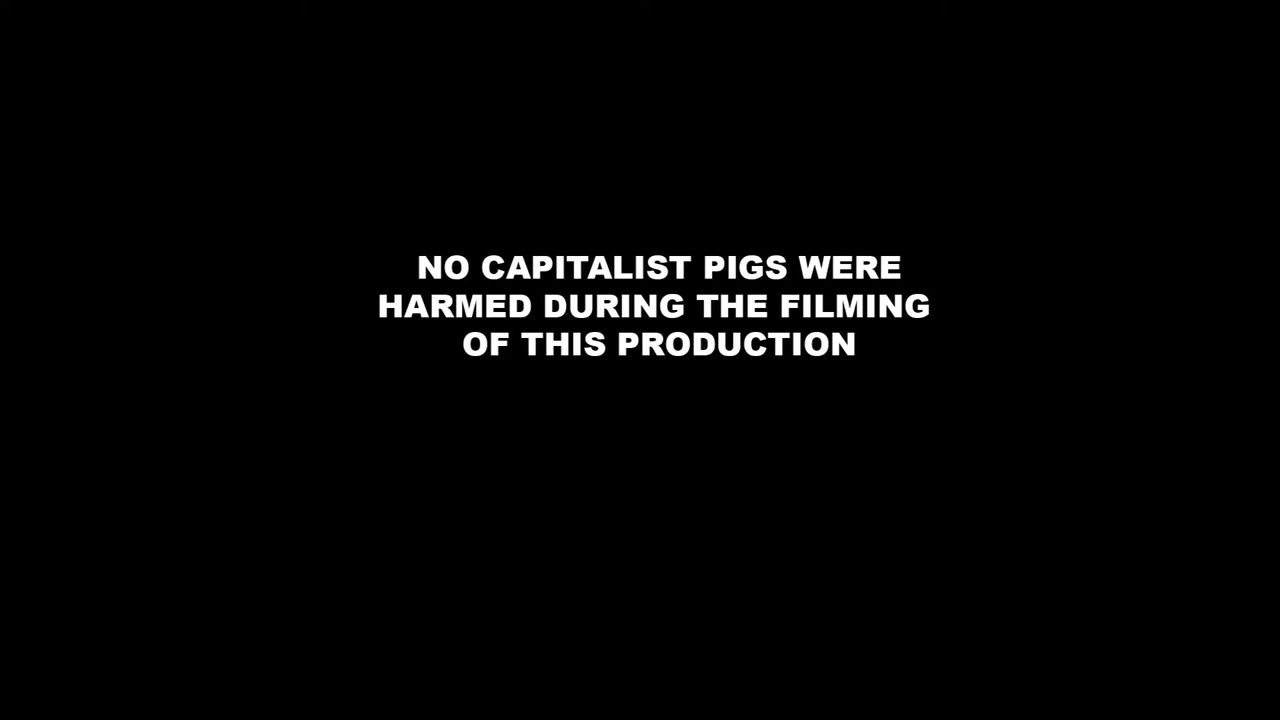 NO CAPITALIST PIGS WERE
HARMED DURING THE FILMING
OF THIS PRODUCTION